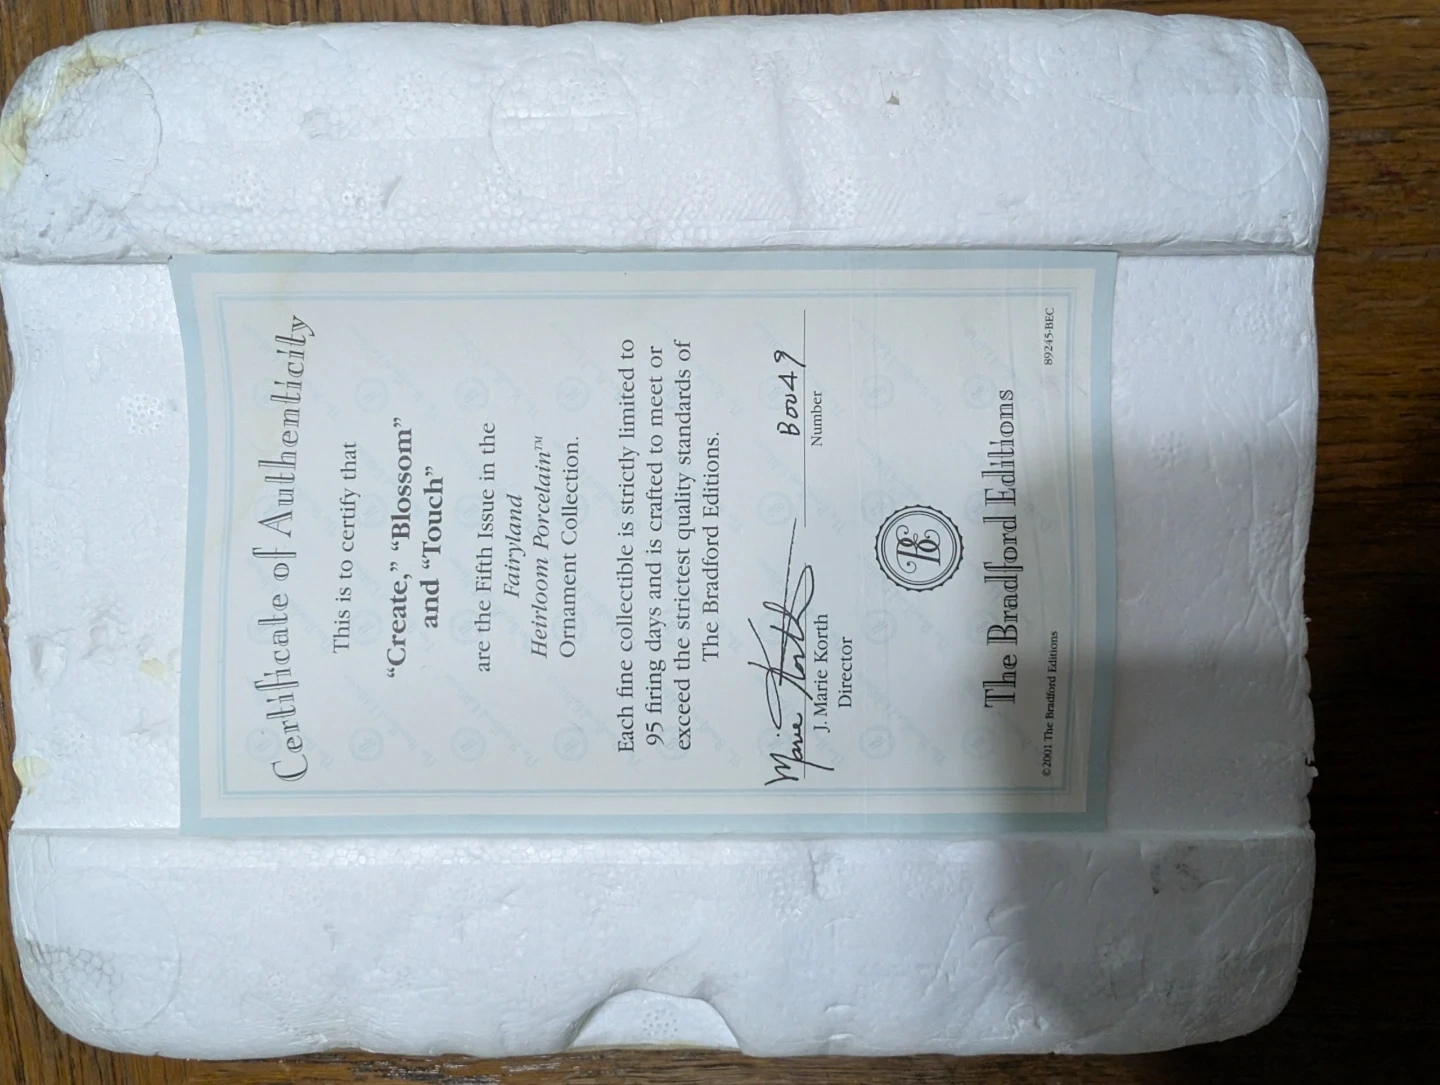 Certificate of Authenticity
This is to certify that
“Create,” “Blossom”
and “Touch”
are the Fifth Issue in the
Fairyland
Heirloom Porcelain™
Ornament Collection.
Each fine collectible is strictly limited to
95 firing days and is crafted to meet or
exceed the strictest quality standards of
The Bradford Editions.
Marie Korth B0049
J. Marie Korth Number
Director
BE
The Bradford Editions
©2001 The Bradford Editions 89245-BEC